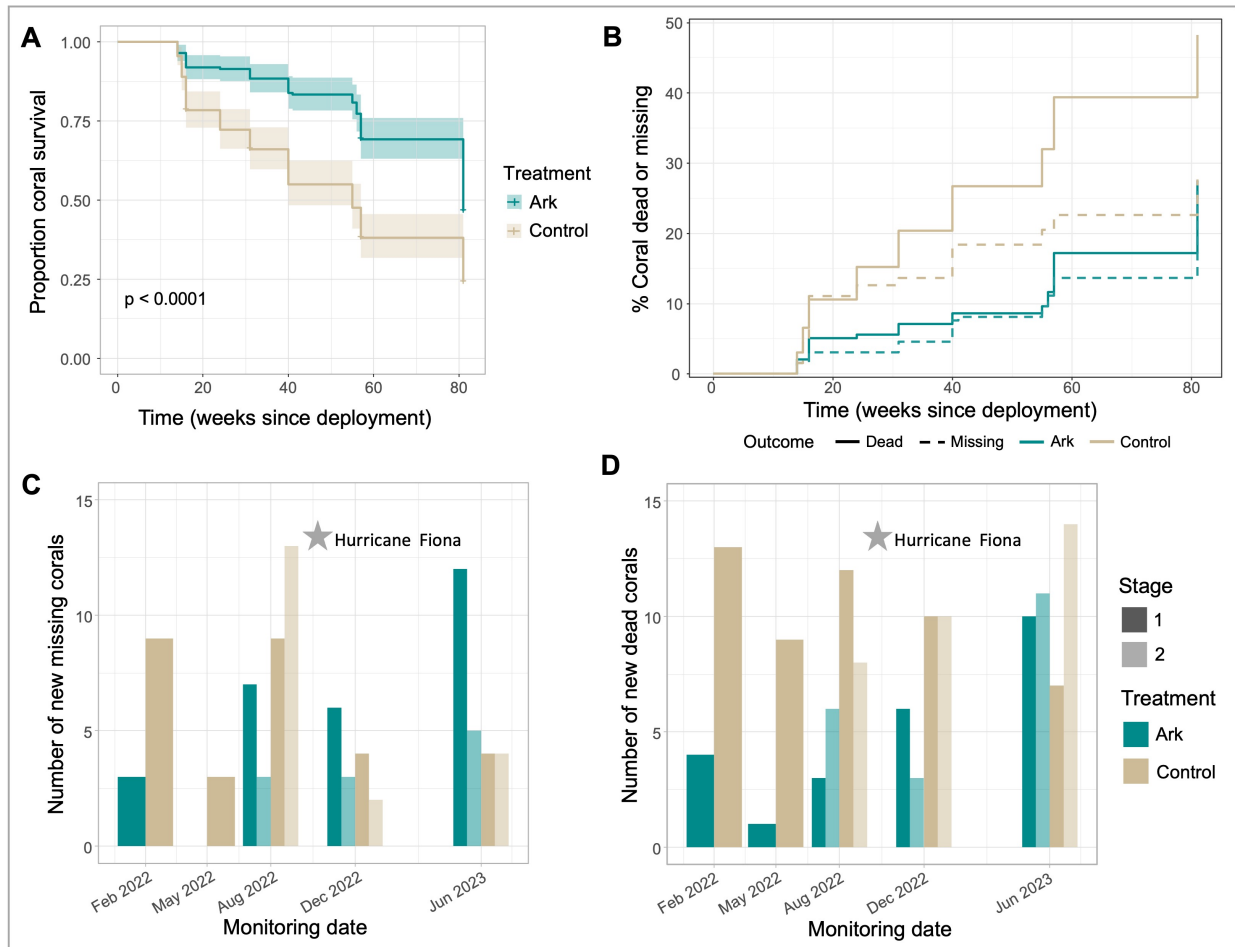 A
Proportion coral survival
1.00
0.75
0.50
0.25
0.00
p < 0.0001
0 20 40 60 80
Time (weeks since deployment)
Treatment
Ark
Control
B
% Coral dead or missing
50
40
30
20
10
0
0 20 40 60 80
Time (weeks since deployment)
Outcome Dead Missing Ark Control
C
Number of new missing corals
15
10
5
0
Hurricane Fiona
Feb 2022 May 2022 Aug 2022 Dec 2022 Jun 2023
Monitoring date
D
Number of new dead corals
15
10
5
0
Hurricane Fiona
Feb 2022 May 2022 Aug 2022 Dec 2022 Jun 2023
Monitoring date
Stage
1
2
Treatment
Ark
Control